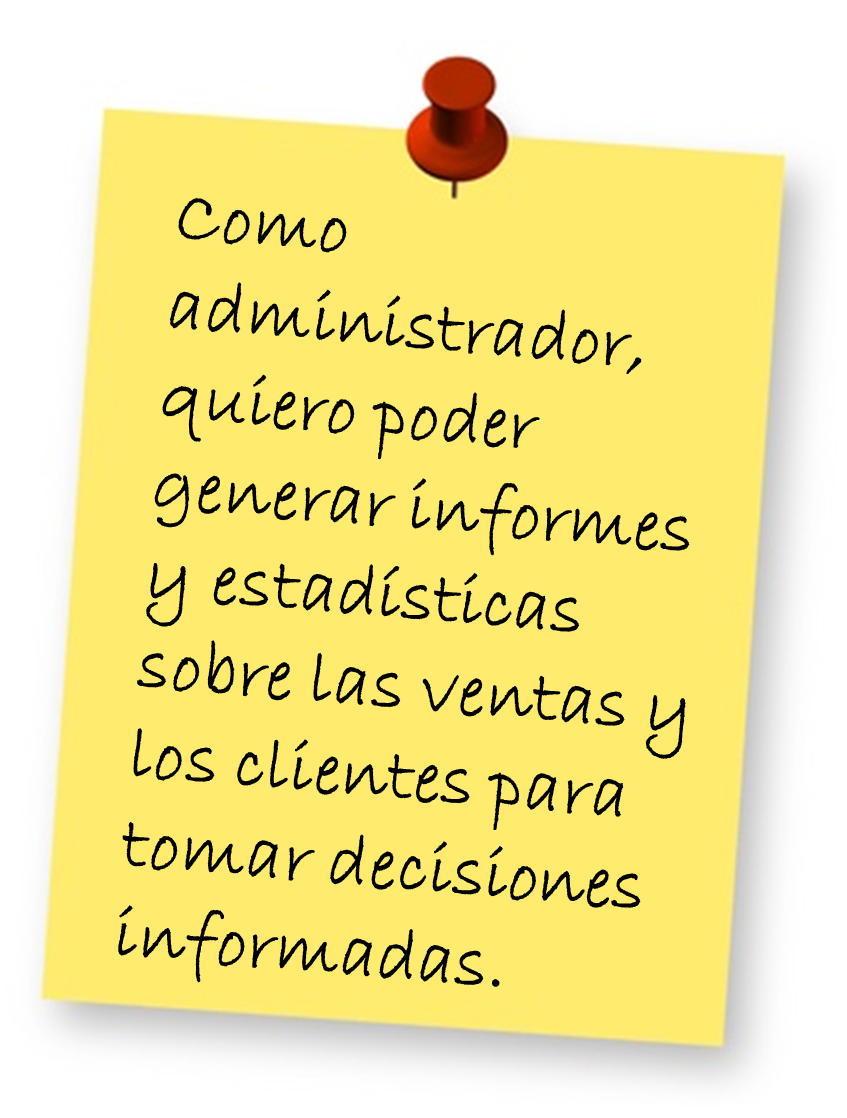 Como
administrador,
quiero poder
generar informes
y estadísticas
sobre las ventas y
los clientes para
tomar decisiones
informadas.